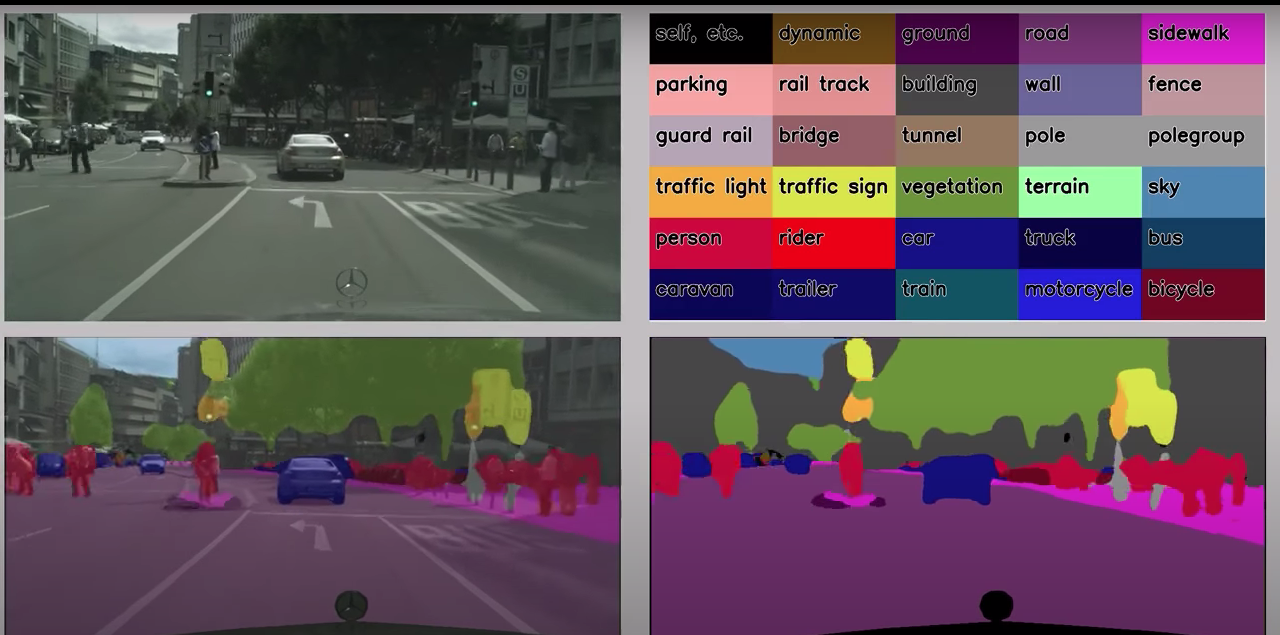 self, etc. dynamic ground road sidewalk
parking rail track building wall fence
guard rail bridge tunnel pole polegroup
traffic light traffic sign vegetation terrain sky
person rider car truck bus
caravan trailer train motorcycle bicycle
S
U
BUS